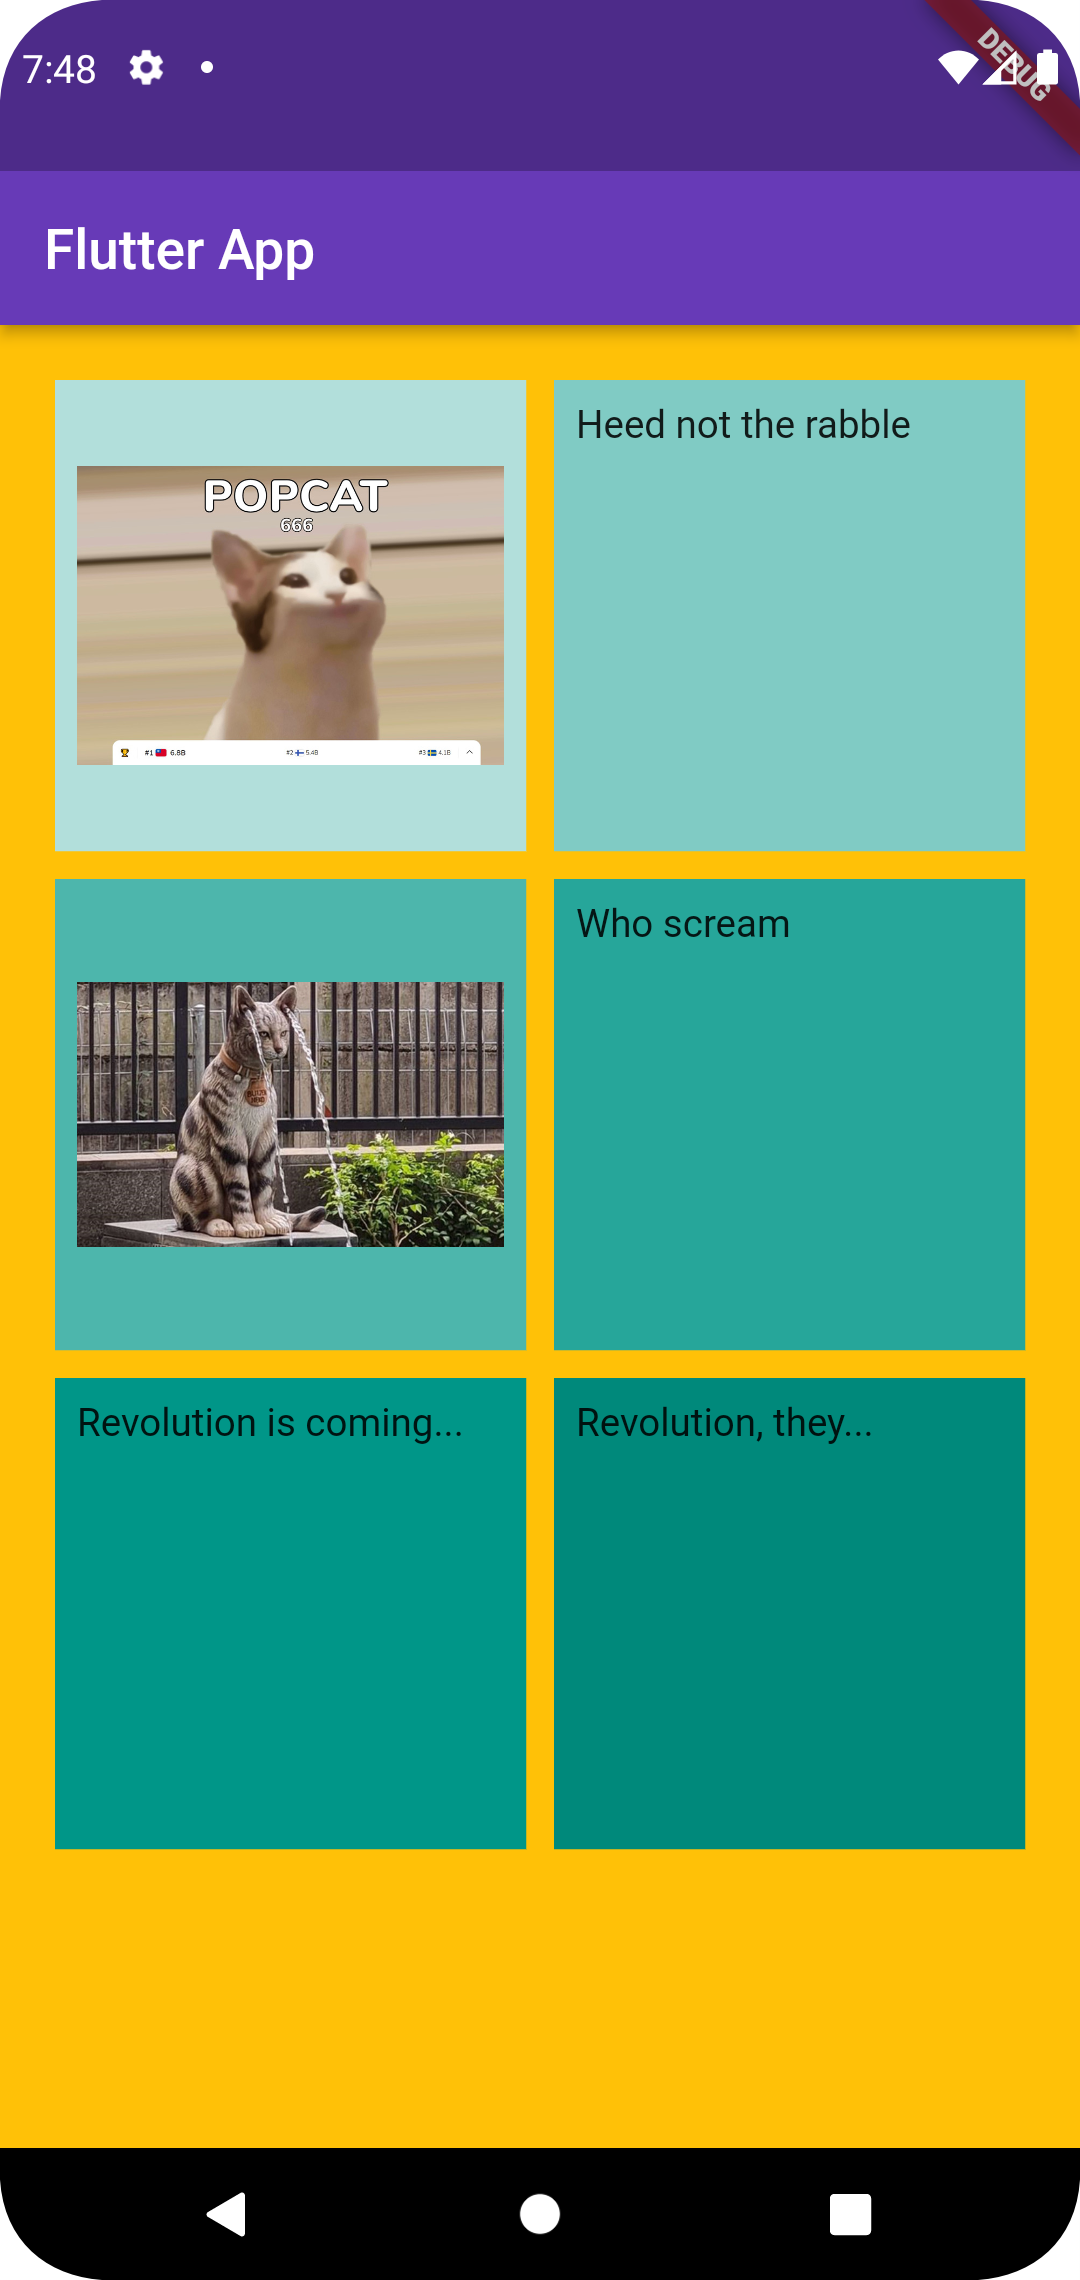 7:48
DEBUG
Flutter App
POPCAT
666
#1 6.8B #2 5.4B #3 4.1B
Heed not the rabble
Who scream
Revolution is coming...
Revolution, they...